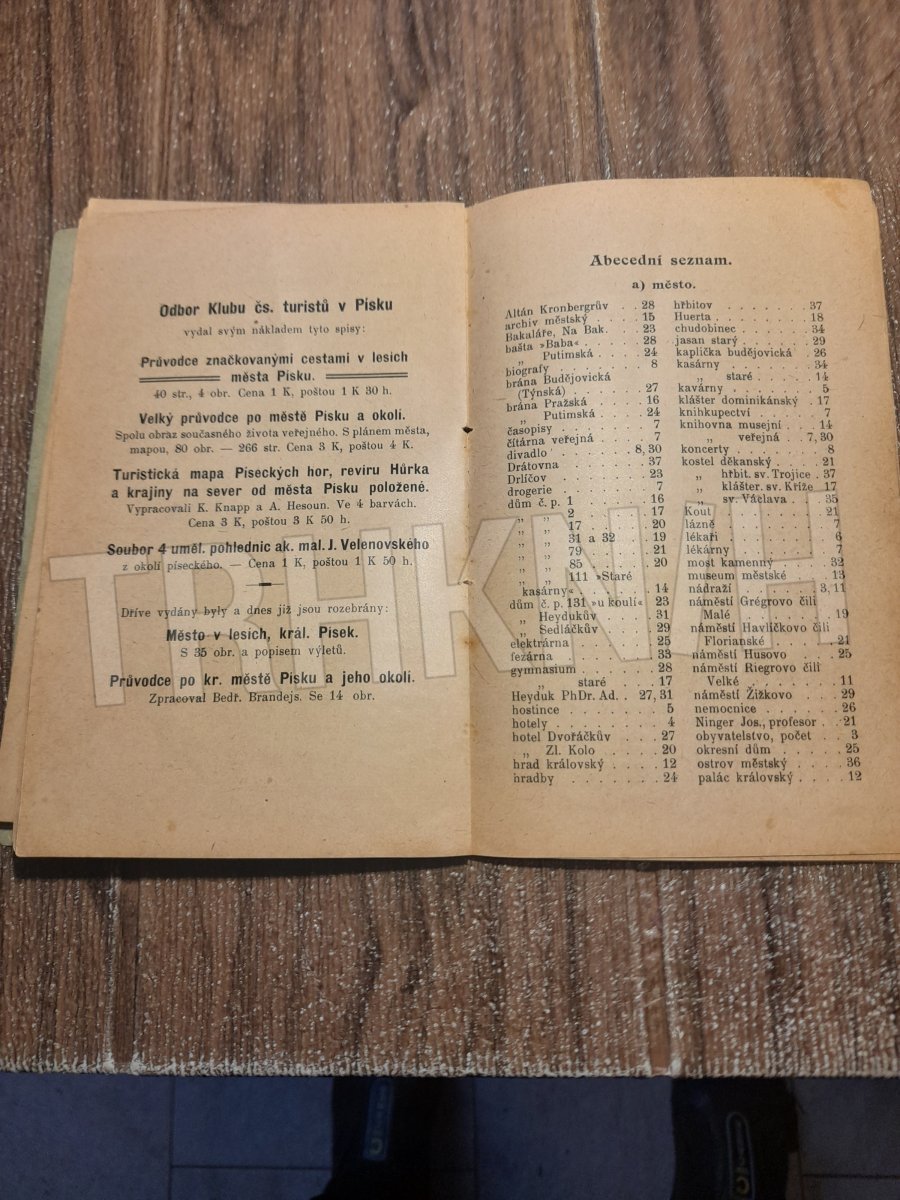 Odbor Klubu čs. turistů v Písku
vydal svým nákladem tyto spisy:
Průvodce značkovanými cestami v lesích
města Písku.
40 str., 4 obr. Cena 1 K, poštou 1 K 30 h.
Velký průvodce po městě Písku a okolí.
Spolu obraz současného života veřejného. S plánem města,
mapou, 80 obr. — 266 str. Cena 3 K, poštou 4 K.
Turistická mapa Píseckých hor, revíru Hůrka
a krajiny na sever od města Písku položené.
Vypracovali K. Knapp a A. Hesoun. Ve 4 barvách.
Cena 3 K, poštou 3 K 50 h.
Soubor 4 uměl. pohlednic ak. mal. J. Velenovského
z okolí píseckého. — Cena 1 K, poštou 1 K 50 h.
Dříve vydány byly a dnes již jsou rozebrány:
Město v lesích, král. Písek.
S 35 obr. a popisem výletů.
Průvodce po kr. městě Písku a jeho okolí.
Zpracoval Bedř. Brandejs. Se 14 obr.
Abecední seznam.
a) město.
Altán Kronbergrův . . 28
archiv městský . . . . 15
Bakaláře, Na Bak. . . 23
bašta »Baba« . . . . 28
„ Putimská . . . . 24
biografy . . . . . . . 8
brána Budějovická
(Týnská) . . . . . 27
brána Pražská . . . . 16
„ Putimská . . . . 24
časopisy . . . . . . . 7
čítárna veřejná . . . . 7
divadlo . . . . . . 8, 30
Drátovna . . . . . . 37
Drlíčov . . . . . . . 23
drogerie . . . . . . . 7
dům č. p. 1 . . . . . 16
„ „ 2 . . . . . 17
„ „ 17 . . . . . 20
„ „ 31 a 32 . . 19
„ „ 79 . . . . . 21
„ „ 85 . . . . . 20
„ „ 111 »Staré
kasárny« . . . . . 14
dům č. p. 131 »u koulí« 23
„ Heydukův . . . . 31
„ Sedláčkův . . . . 29
elektrárna . . . . . . 25
fezárna . . . . . . . 33
gymnasium . . . . . . 28
„ staré . . . . 17
Heyduk PhDr. Ad. . . 27, 31
hostince . . . . . . . 5
hotely . . . . . . . . 4
hotel Dvořáčkův . . . 27
„ Zl. Kolo . . . . 20
hrad královský . . . . 12
hradby . . . . . . . 24
hřbitov . . . . . . . 37
Huerta . . . . . . . 18
chudobinec . . . . . . 34
jasan starý . . . . . . 29
kaplička budějovická . 26
kasárny . . . . . . . 34
„ staré . . . . . 14
kavárny . . . . . . . 5
klášter dominikánský . 17
knihkupectví . . . . . 7
knihovna musejní . . . 14
„ veřejná . . 7, 30
koncerty . . . . . . . 8
kostel děkanský . . . . 21
„ hřbit. sv. Trojice 37
„ klášter. sv. Kříže 17
„ sv. Václava . . . 35
Kout . . . . . . . . 21
lázně . . . . . . . . 7
lékaři . . . . . . . . 6
lékárny . . . . . . . 7
most kamenný . . . . 32
museum městské . . . 13
nádraží . . . . . . 3, 11
náměstí Grégrovo čili
Malé . . . . . . . 19
náměstí Havlíčkovo čili
Florianské . . . . . 21
náměstí Husovo . . . 25
náměstí Riegrovo čili
Velké . . . . . . . 11
náměstí Žižkovo . . . 29
nemocnice . . . . . . 26
Ninger Jos., profesor . . 21
obyvatelstvo, počet . . 3
okresní dům . . . . . 25
ostrov městský . . . . 36
palác královský . . . . 12
TRHKNIH